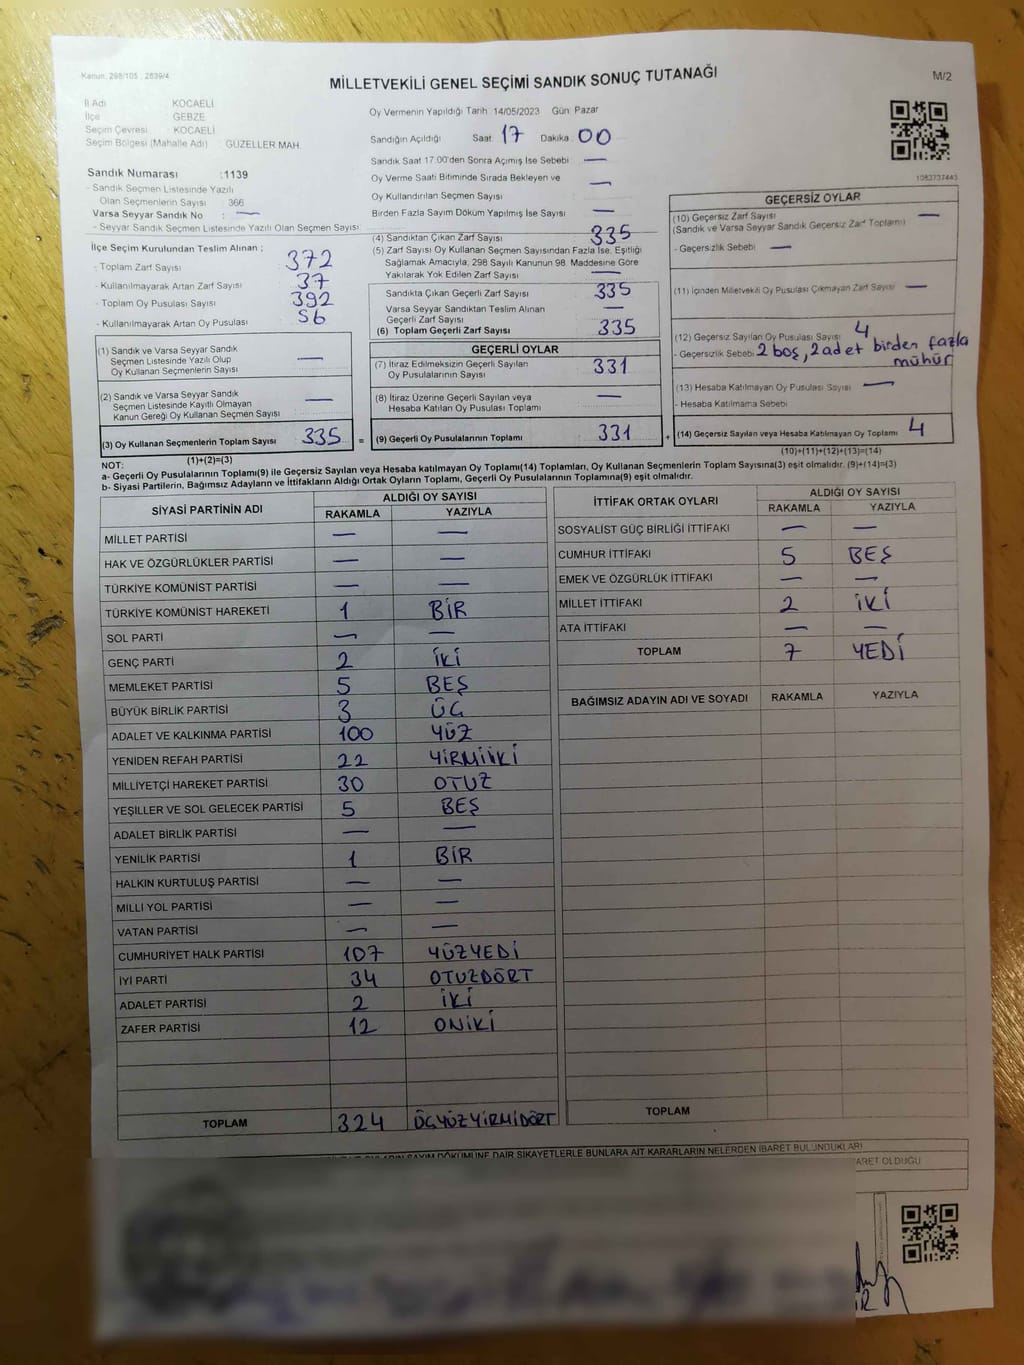 Kanun. 298/105 , 2839/4
MİLLETVEKİLİ GENEL SEÇİMİ SANDIK SONUÇ TUTANAĞI
M/2
İl Adı KOCAELİ
İlçe GEBZE
Seçim Çevresi KOCAELİ
Seçim Bölgesi (Mahalle Adı) GÜZELLER MAH
Oy Vermenin Yapıldığı Tarih 14/05/2023 Gün: Pazar
Sandığın Açıldığı Saat 17 Dakika 00
Sandık Saat 17:00'den Sonra Açımış İse Sebebi —
Oy Verme Saati Bitiminde Sırada Bekleyen ve
Oy Kullandırılan Seçmen Sayısı —
Birden Fazla Sayım Döküm Yapılmış İse Sayısı —
1083737443
Sandık Numarası :1139
- Sandık Seçmen Listesinde Yazılı
Olan Seçmenlerin Sayısı 366
Varsa Seyyar Sandık No : —
- Seyyar Sandık Seçmen Listesinde Yazılı Olan Seçmen Sayısı
İlçe Seçim Kurulundan Teslim Alınan ;
- Toplam Zarf Sayısı 372
- Kullanılmayarak Artan Zarf Sayısı 37
- Toplam Oy Pusulası Sayısı 392
- Kullanılmayarak Artan Oy Pusulası 56
(1) Sandık ve Varsa Seyyar Sandık
Seçmen Listesinde Yazılı Olup
Oy Kullanan Seçmenlerin Sayısı —
(2) Sandık ve Varsa Seyyar Sandık
Seçmen Listesinde Kayıtlı Olmayan
Kanun Gereği Oy Kullanan Seçmen Sayısı —
(3) Oy Kullanan Seçmenlerin Toplam Sayısı 335 =
(1)+(2)=(3)
(4) Sandıktan Çıkan Zarf Sayısı 335
(5) Zarf Sayısı Oy Kullanan Seçmen Sayısından Fazla İse, Eşitliği
Sağlamak Amacıyla, 298 Sayılı Kanunun 98. Maddesine Göre
Yakılarak Yok Edilen Zarf Sayısı —
Sandıkta Çıkan Geçerli Zarf Sayısı 335
Varsa Seyyar Sandıktan Teslim Alınan
Geçerli Zarf Sayısı —
(6) Toplam Geçerli Zarf Sayısı 335
GEÇERLİ OYLAR
(7) İtiraz Edilmeksizin Geçerli Sayılan
Oy Pusulalarının Sayısı 331
(8) İtiraz Üzerine Geçerli Sayılan veya
Hesaba Katılan Oy Pusulası Toplamı —
(9) Geçerli Oy Pusulalarının Toplamı 331 +
GEÇERSİZ OYLAR
(10) Geçersiz Zarf Sayısı —
(Sandık ve Varsa Seyyar Sandık Geçersiz Zarf Toplamı)
- Geçersizlik Sebebi —
(11) İçinden Milletvekili Oy Pusulası Çıkmayan Zarf Sayısı —
(12) Geçersiz Sayılan Oy Pusulası Sayısı 4
- Geçersizlik Sebebi 2 boş, 2 adet birden fazla
mühür
(13) Hesaba Katılmayan Oy Pusulası Sayısı —
- Hesaba Katılmama Sebebi
(14) Geçersiz Sayılan veya Hesaba Katılmayan Oy Toplamı 4
(10)+(11)+(12)+(13)=(14)
NOT:
a- Geçerli Oy Pusulalarının Toplamı(9) ile Geçersiz Sayılan veya Hesaba katılmayan Oy Toplamı(14) Toplamları, Oy Kullanan Seçmenlerin Toplam Sayısına(3) eşit olmalıdır. (9)+(14)=(3)
b- Siyasi Partilerin, Bağımsız Adayların ve İttifakların Aldığı Ortak Oyların Toplamı, Geçerli Oy Pusulalarının Toplamına(9) eşit olmalıdır.
SİYASİ PARTİNİN ADI ALDIĞI OY SAYISI
RAKAMLA YAZIYLA
MİLLET PARTİSİ — —
HAK VE ÖZGÜRLÜKLER PARTİSİ — —
TÜRKİYE KOMÜNİST PARTİSİ — —
TÜRKİYE KOMÜNİST HAREKETİ 1 BİR
SOL PARTİ — —
GENÇ PARTİ 2 İKİ
MEMLEKET PARTİSİ 5 BEŞ
BÜYÜK BİRLİK PARTİSİ 3 ÜÇ
ADALET VE KALKINMA PARTİSİ 100 YÜZ
YENİDEN REFAH PARTİSİ 22 YİRMİİKİ
MİLLİYETÇİ HAREKET PARTİSİ 30 OTUZ
YEŞİLLER VE SOL GELECEK PARTİSİ 5 BEŞ
ADALET BİRLİK PARTİSİ — —
YENİLİK PARTİSİ 1 BİR
HALKIN KURTULUŞ PARTİSİ — —
MİLLİ YOL PARTİSİ — —
VATAN PARTİSİ — —
CUMHURİYET HALK PARTİSİ 107 YÜZYEDİ
İYİ PARTİ 34 OTUZDÖRT
ADALET PARTİSİ 2 İKİ
ZAFER PARTİSİ 12 ONİKİ
TOPLAM 324 ÜÇYÜZYİRMİDÖRT
İTTİFAK ORTAK OYLARI ALDIĞI OY SAYISI
RAKAMLA YAZIYLA
SOSYALİST GÜÇ BİRLİĞİ İTTİFAKI — —
CUMHUR İTTİFAKI 5 BEŞ
EMEK VE ÖZGÜRLÜK İTTİFAKI — —
MİLLET İTTİFAKI 2 İKİ
ATA İTTİFAKI — —
TOPLAM 7 YEDİ
BAĞIMSIZ ADAYIN ADI VE SOYADI RAKAMLA YAZIYLA
TOPLAM
SAYIM DÖKÜMÜNE DAİR ŞİKAYETLERLE BUNLARA AİT KARARLARIN NELERDEN İBARET BULUNDUKLARI